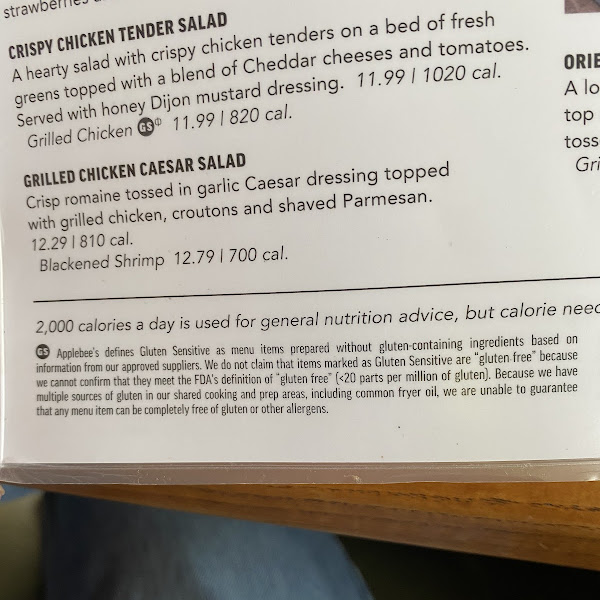 strawberries
CRISPY CHICKEN TENDER SALAD
A hearty salad with crispy chicken tenders on a bed of fresh
greens topped with a blend of Cheddar cheeses and tomatoes.
Served with honey Dijon mustard dressing. 11.99 | 1020 cal.
Grilled Chicken GS 11.99 | 820 cal.
GRILLED CHICKEN CAESAR SALAD
Crisp romaine tossed in garlic Caesar dressing topped
with grilled chicken, croutons and shaved Parmesan.
12.29 | 810 cal.
Blackened Shrimp 12.79 | 700 cal.
ORIE
A lo
top
toss
Gri
2,000 calories a day is used for general nutrition advice, but calorie need
GS Applebee's defines Gluten Sensitive as menu items prepared without gluten-containing ingredients based on
information from our approved suppliers. We do not claim that items marked as Gluten Sensitive are "gluten free" because
we cannot confirm that they meet the FDA's definition of "gluten free" (<20 parts per million of gluten). Because we have
multiple sources of gluten in our shared cooking and prep areas, including common fryer oil, we are unable to guarantee
that any menu item can be completely free of gluten or other allergens.